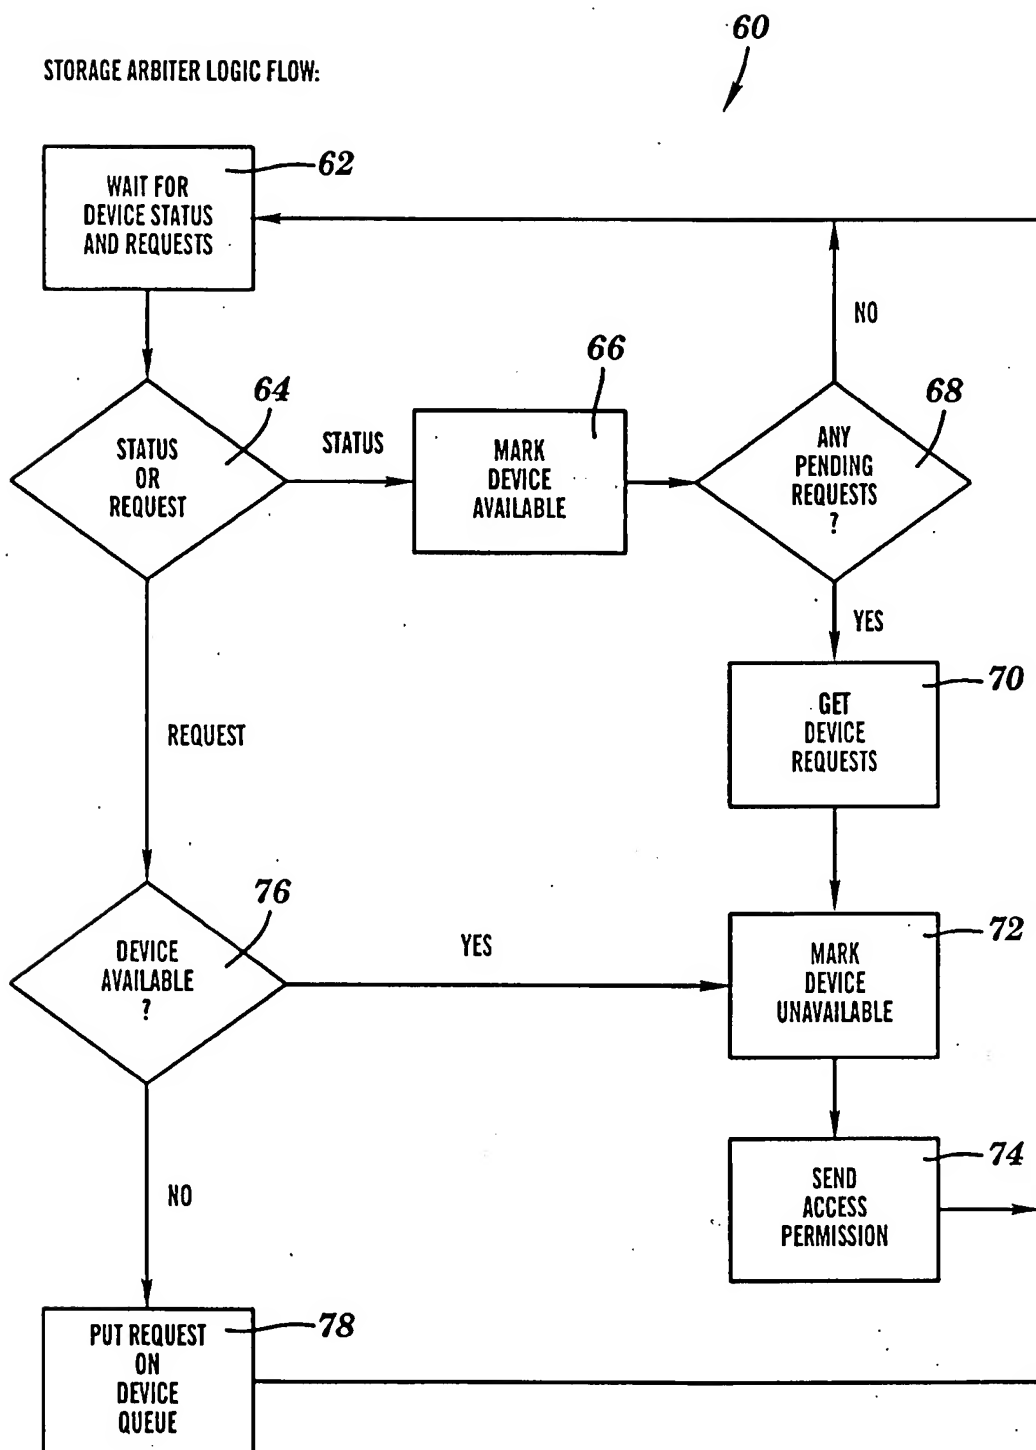 60
STORAGE ARBITER LOGIC FLOW:
62
WAIT FOR
DEVICE STATUS
AND REQUESTS
NO
66
64
68
STATUS
OR
REQUEST
STATUS
MARK
DEVICE
AVAILABLE
ANY
PENDING
REQUESTS
?
YES
70
GET
DEVICE
REQUESTS
REQUEST
76
DEVICE
AVAILABLE
?
YES
72
MARK
DEVICE
UNAVAILABLE
74
SEND
ACCESS
PERMISSION
NO
78
PUT REQUEST
ON
DEVICE
QUEUE